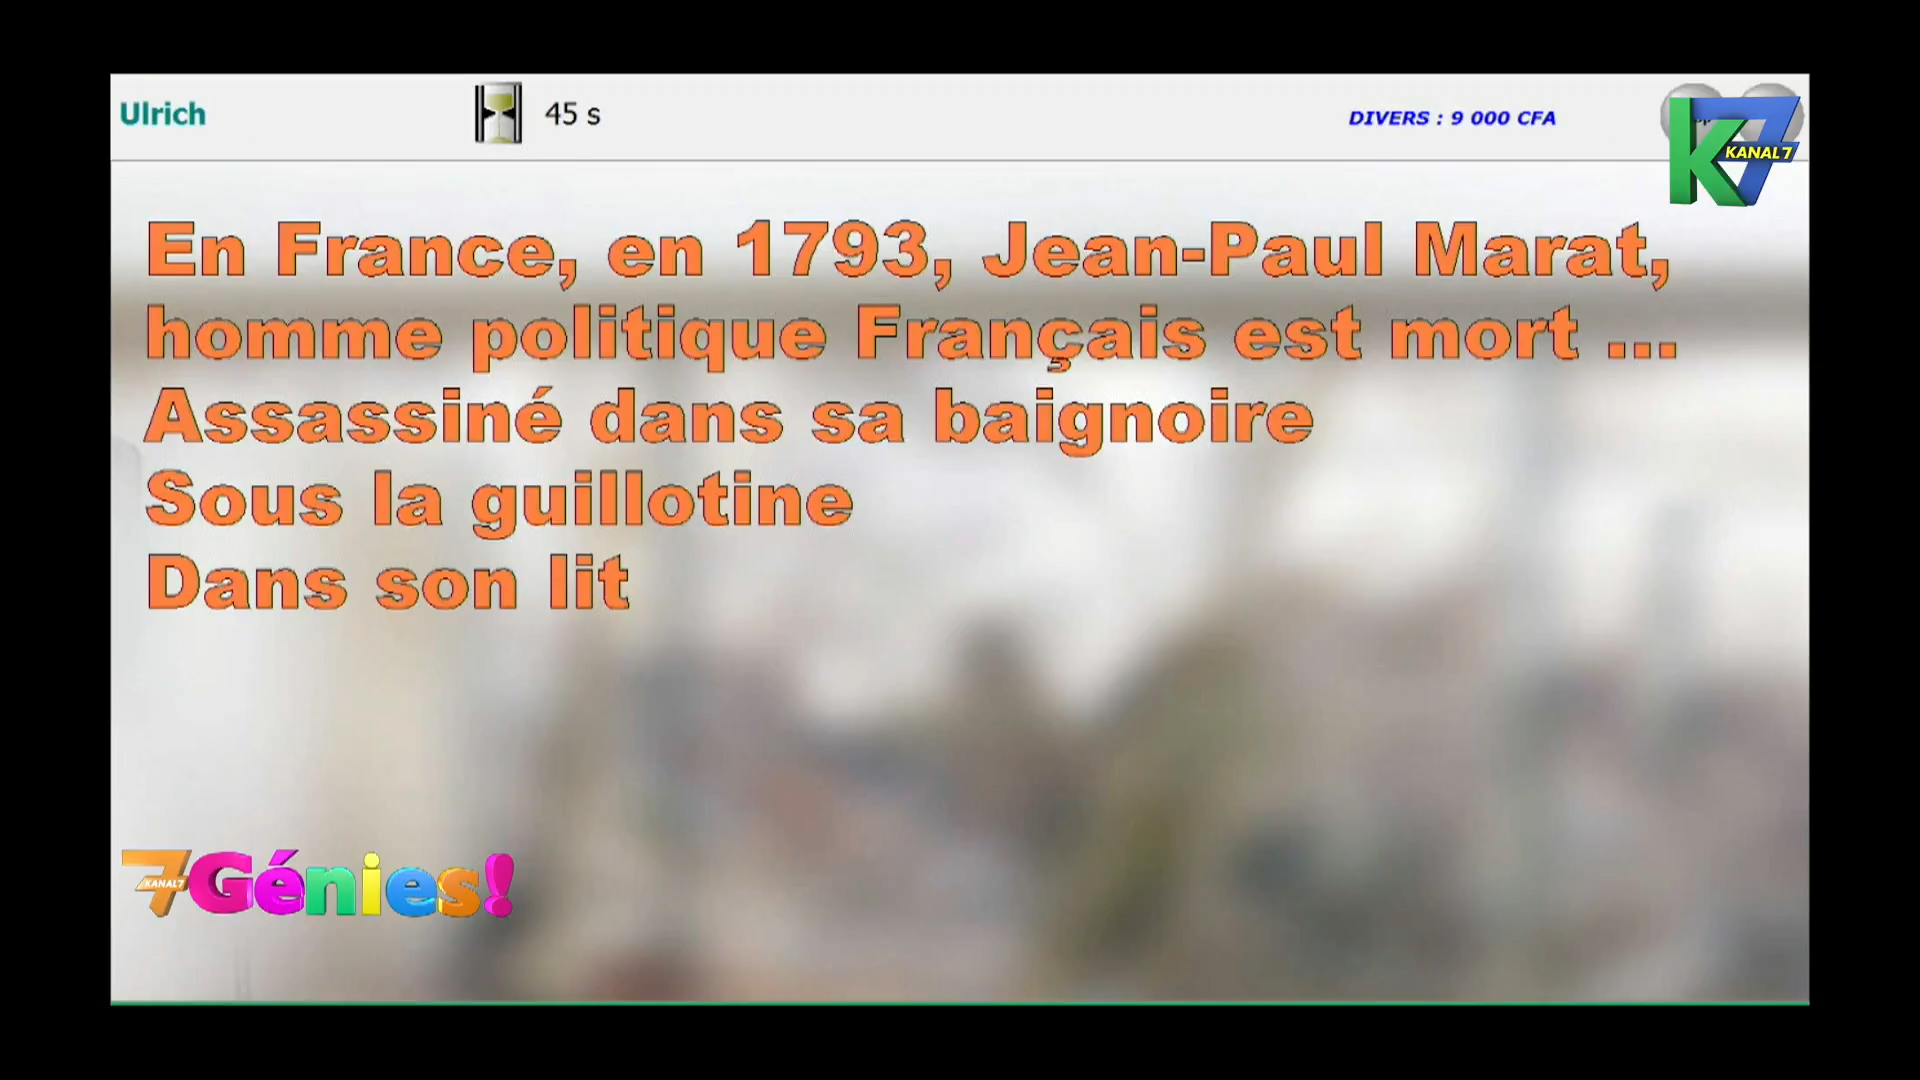 Ulrich
45 s
DIVERS : 9 000 CFA
KANAL7
En France, en 1793, Jean-Paul Marat,
homme politique Français est mort ...
Assassiné dans sa baignoire
Sous la guillotine
Dans son lit
7 Génies!
KANAL7